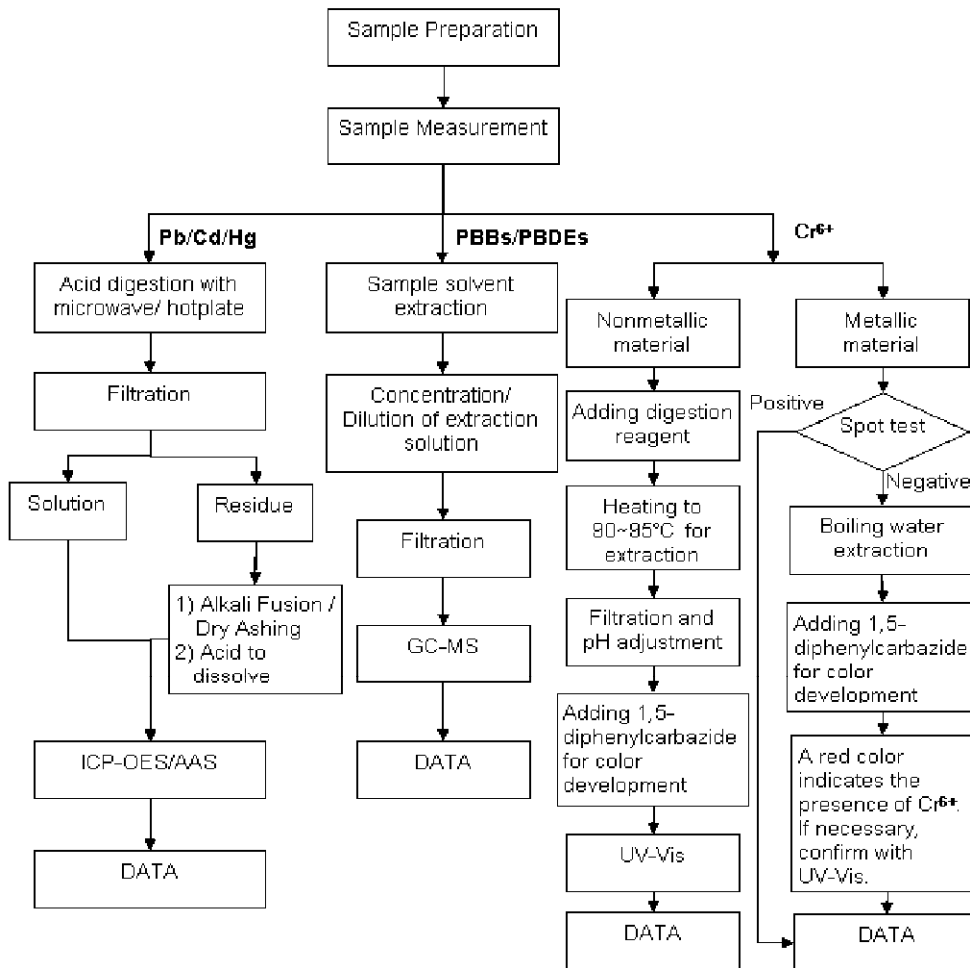 Sample Preparation
Sample Measurement
Pb/Cd/Hg
Acid digestion with
microwave/ hotplate
Filtration
Solution
Residue
1) Alkali Fusion /
Dry Ashing
2) Acid to
dissolve
ICP-OES/AAS
DATA
PBBs/PBDEs
Sample solvent
extraction
Concentration/
Dilution of extraction
solution
Filtration
GC-MS
DATA
Cr⁶⁺
Nonmetallic
material
Adding digestion
reagent
Heating to
90~95°C for
extraction
Filtration and
pH adjustment
Adding 1,5-
diphenylcarbazide
for color
development
UV-Vis
DATA
Metallic
material
Positive
Spot test
Negative
Boiling water
extraction
Adding 1,5-
diphenylcarbazide
for color
development
A red color
indicates the
presence of Cr⁶⁺.
If necessary,
confirm with
UV-Vis.
DATA